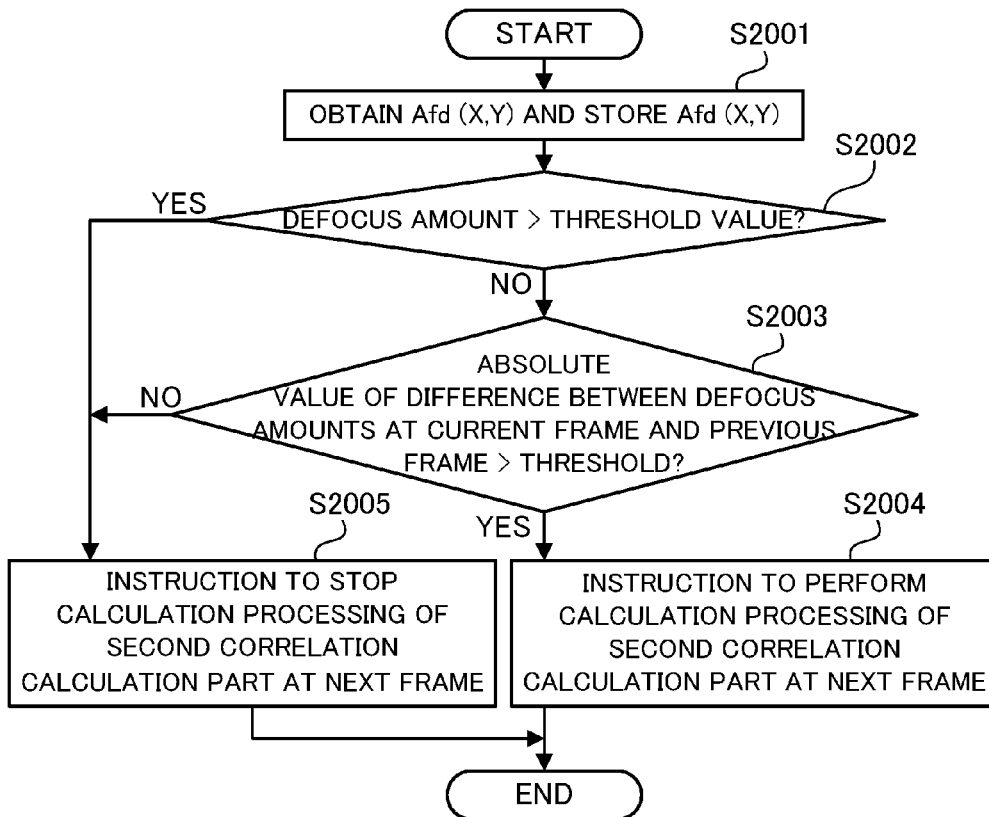 START
S2001
OBTAIN Afd (X,Y) AND STORE Afd (X,Y)
S2002
YES
DEFOCUS AMOUNT > THRESHOLD VALUE?
NO
S2003
ABSOLUTE
VALUE OF DIFFERENCE BETWEEN DEFOCUS
AMOUNTS AT CURRENT FRAME AND PREVIOUS
FRAME > THRESHOLD?
NO
YES
S2005
INSTRUCTION TO STOP
CALCULATION PROCESSING OF
SECOND CORRELATION
CALCULATION PART AT NEXT FRAME
S2004
INSTRUCTION TO PERFORM
CALCULATION PROCESSING OF
SECOND CORRELATION
CALCULATION PART AT NEXT FRAME
END